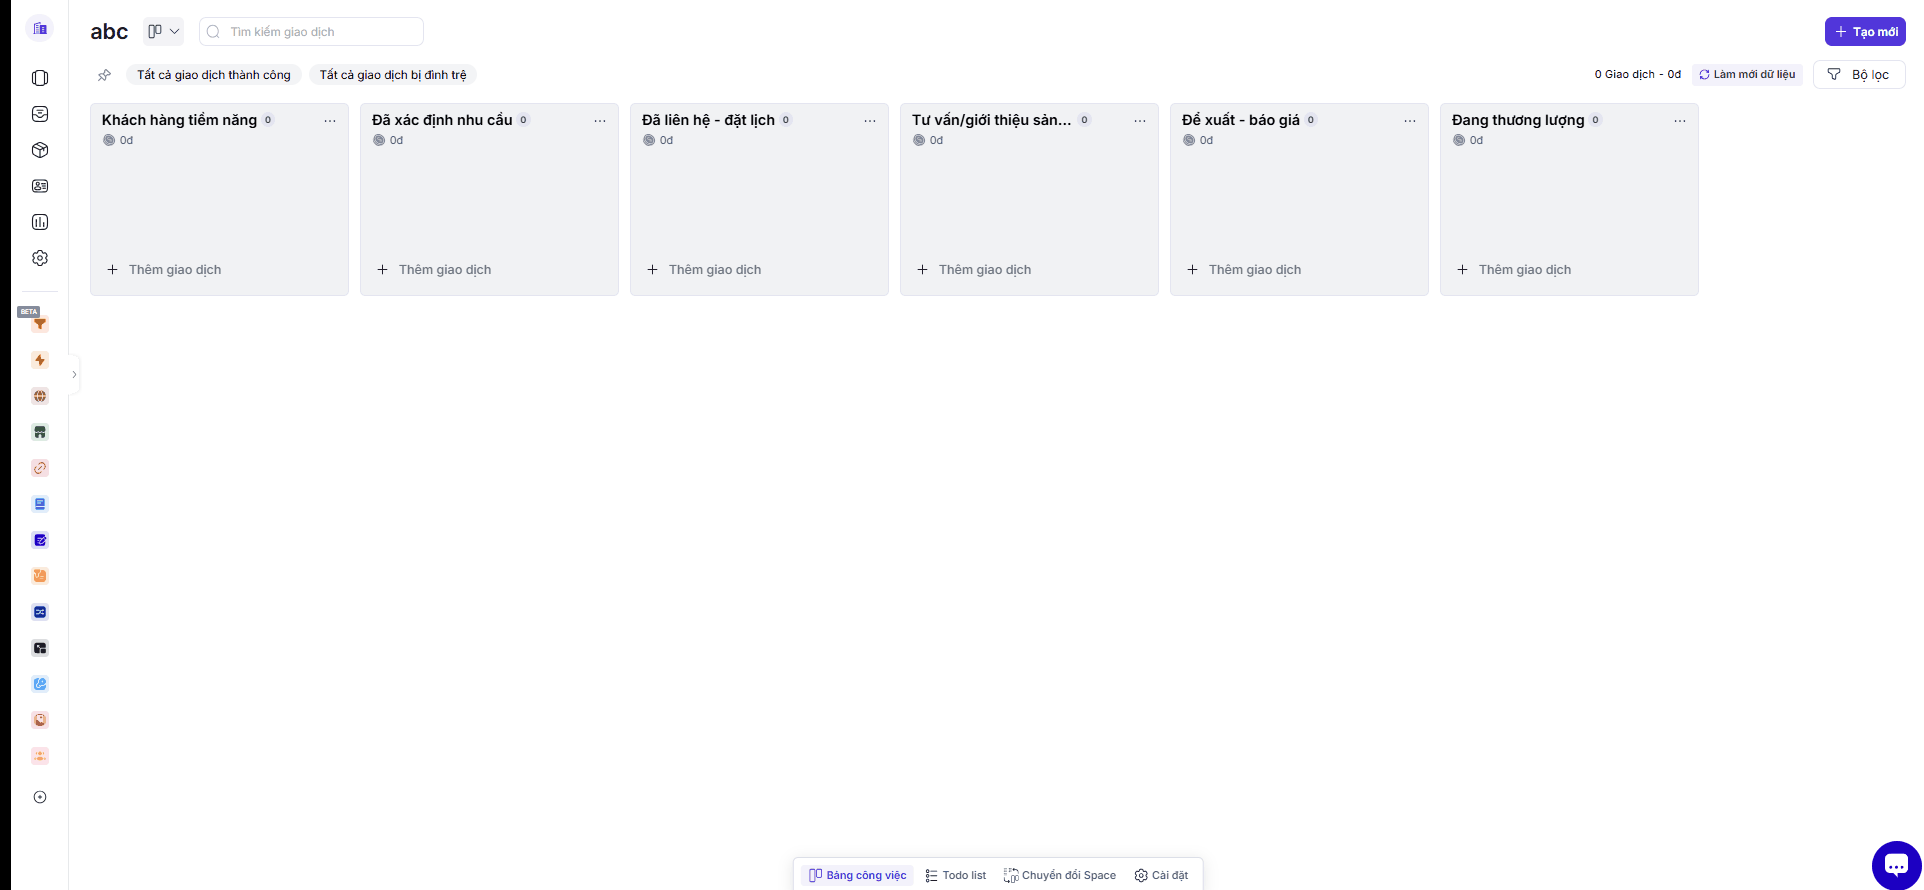 abc
Tìm kiếm giao dịch
Tạo mới
Tất cả giao dịch thành công
Tất cả giao dịch bị đình trệ
0 Giao dịch - 0đ
Làm mới dữ liệu
Bộ lọc
Khách hàng tiềm năng 0
0đ
Thêm giao dịch
Đã xác định nhu cầu 0
0đ
Thêm giao dịch
Đã liên hệ - đặt lịch 0
0đ
Thêm giao dịch
Tư vấn/giới thiệu sản... 0
0đ
Thêm giao dịch
Đề xuất - báo giá 0
0đ
Thêm giao dịch
Đang thương lượng 0
0đ
Thêm giao dịch
BETA
Bảng công việc
Todo list
Chuyển đổi Space
Cài đặt